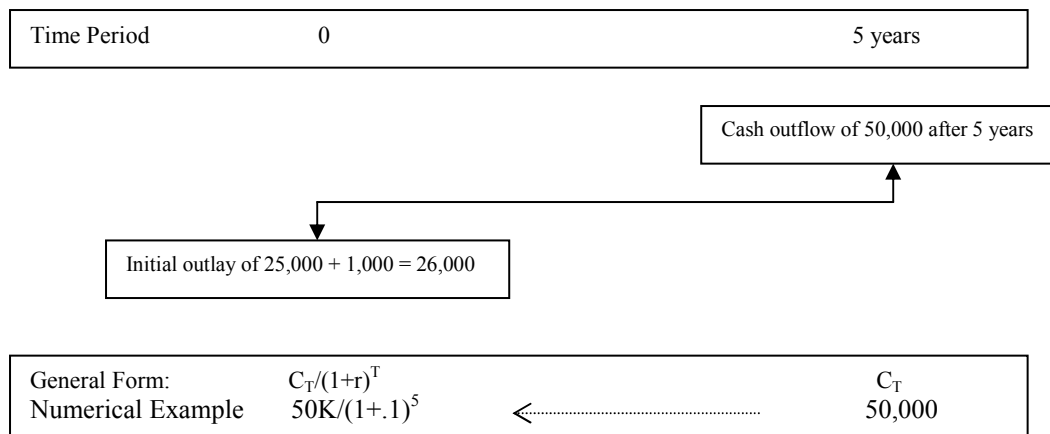 Time Period 0 5 years
Cash outflow of 50,000 after 5 years
Initial outlay of 25,000 + 1,000 = 26,000
General Form: C_T/(1+r)^T C_T
Numerical Example 50K/(1+.1)^5 50,000